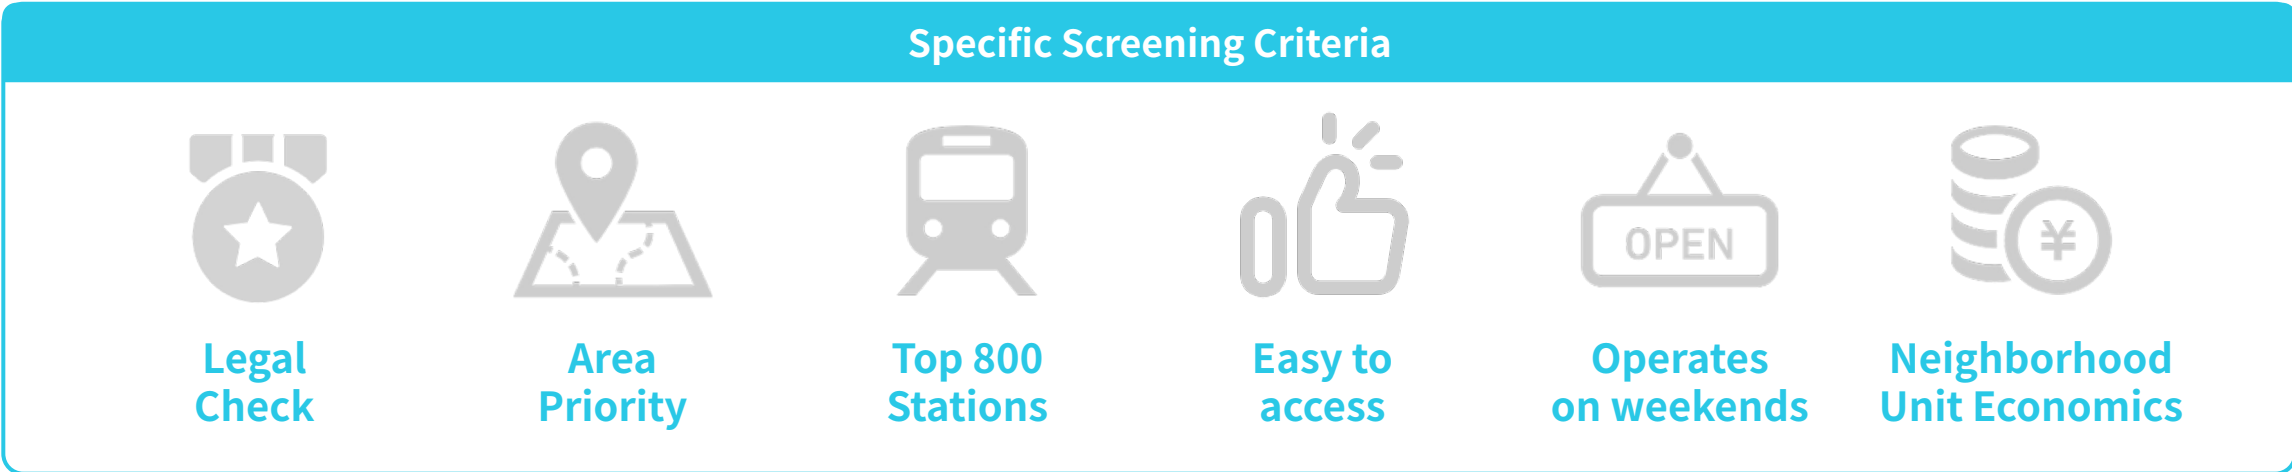 Specific Screening Criteria
OPEN
¥
Legal
Check
Area
Priority
Top 800
Stations
Easy to
access
Operates
on weekends
Neighborhood
Unit Economics